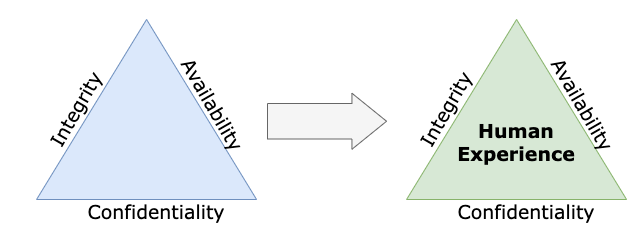 Integrity
Availability
Confidentiality
Integrity
Availability
Human
Experience
Confidentiality